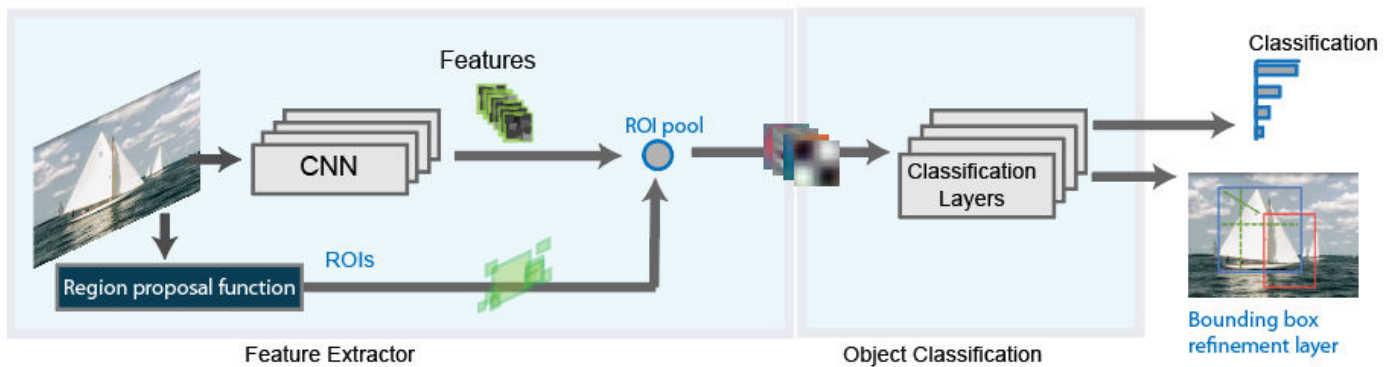 Classification
Features
ROI pool
CNN
Classification
Layers
ROIs
Region proposal function
Bounding box
refinement layer
Feature Extractor
Object Classification